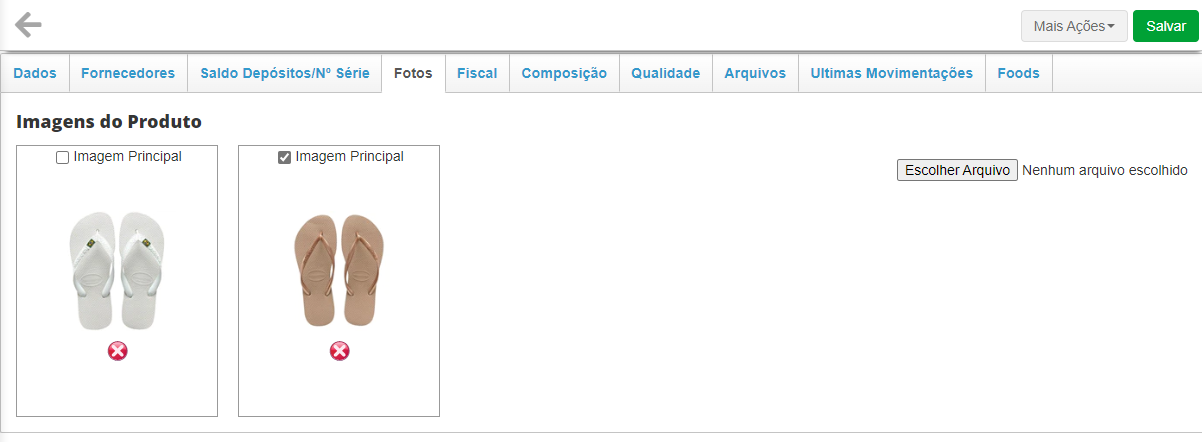 Mais Ações
Salvar
Dados
Fornecedores
Saldo Depósitos/Nº Série
Fotos
Fiscal
Composição
Qualidade
Arquivos
Ultimas Movimentações
Foods
Imagens do Produto
Imagem Principal
Imagem Principal
Escolher Arquivo Nenhum arquivo escolhido